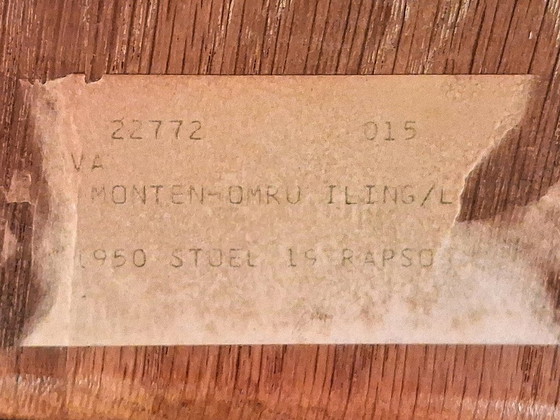 22772 015
VA
MONTEN-OMRU ILING/L
1950 STOEL 19 RAPSO